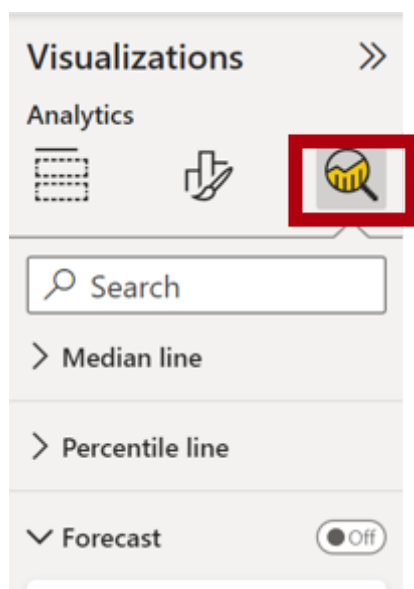 Visualizations
Analytics
Search
Median line
Percentile line
Forecast
Off